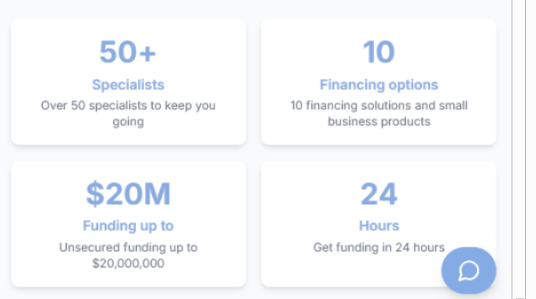 50+
Specialists
Over 50 specialists to keep you
going
10
Financing options
10 financing solutions and small
business products
$20M
Funding up to
Unsecured funding up to
$20,000,000
24
Hours
Get funding in 24 hours